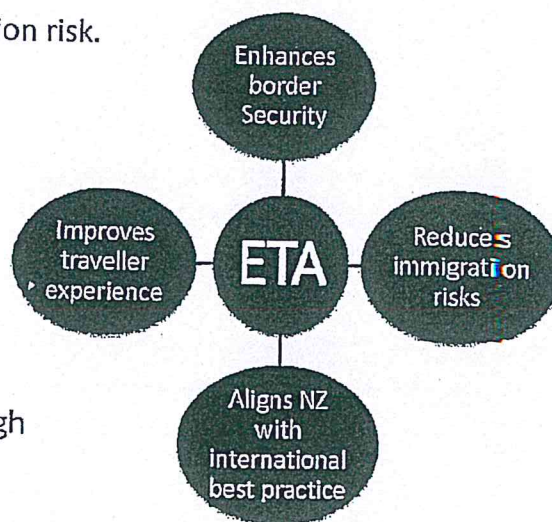 on risk.
Enhances
border
Security
Improves
traveller
experience
ETA
Reduces
immigration
risks
gh
Aligns NZ
with
international
best practice